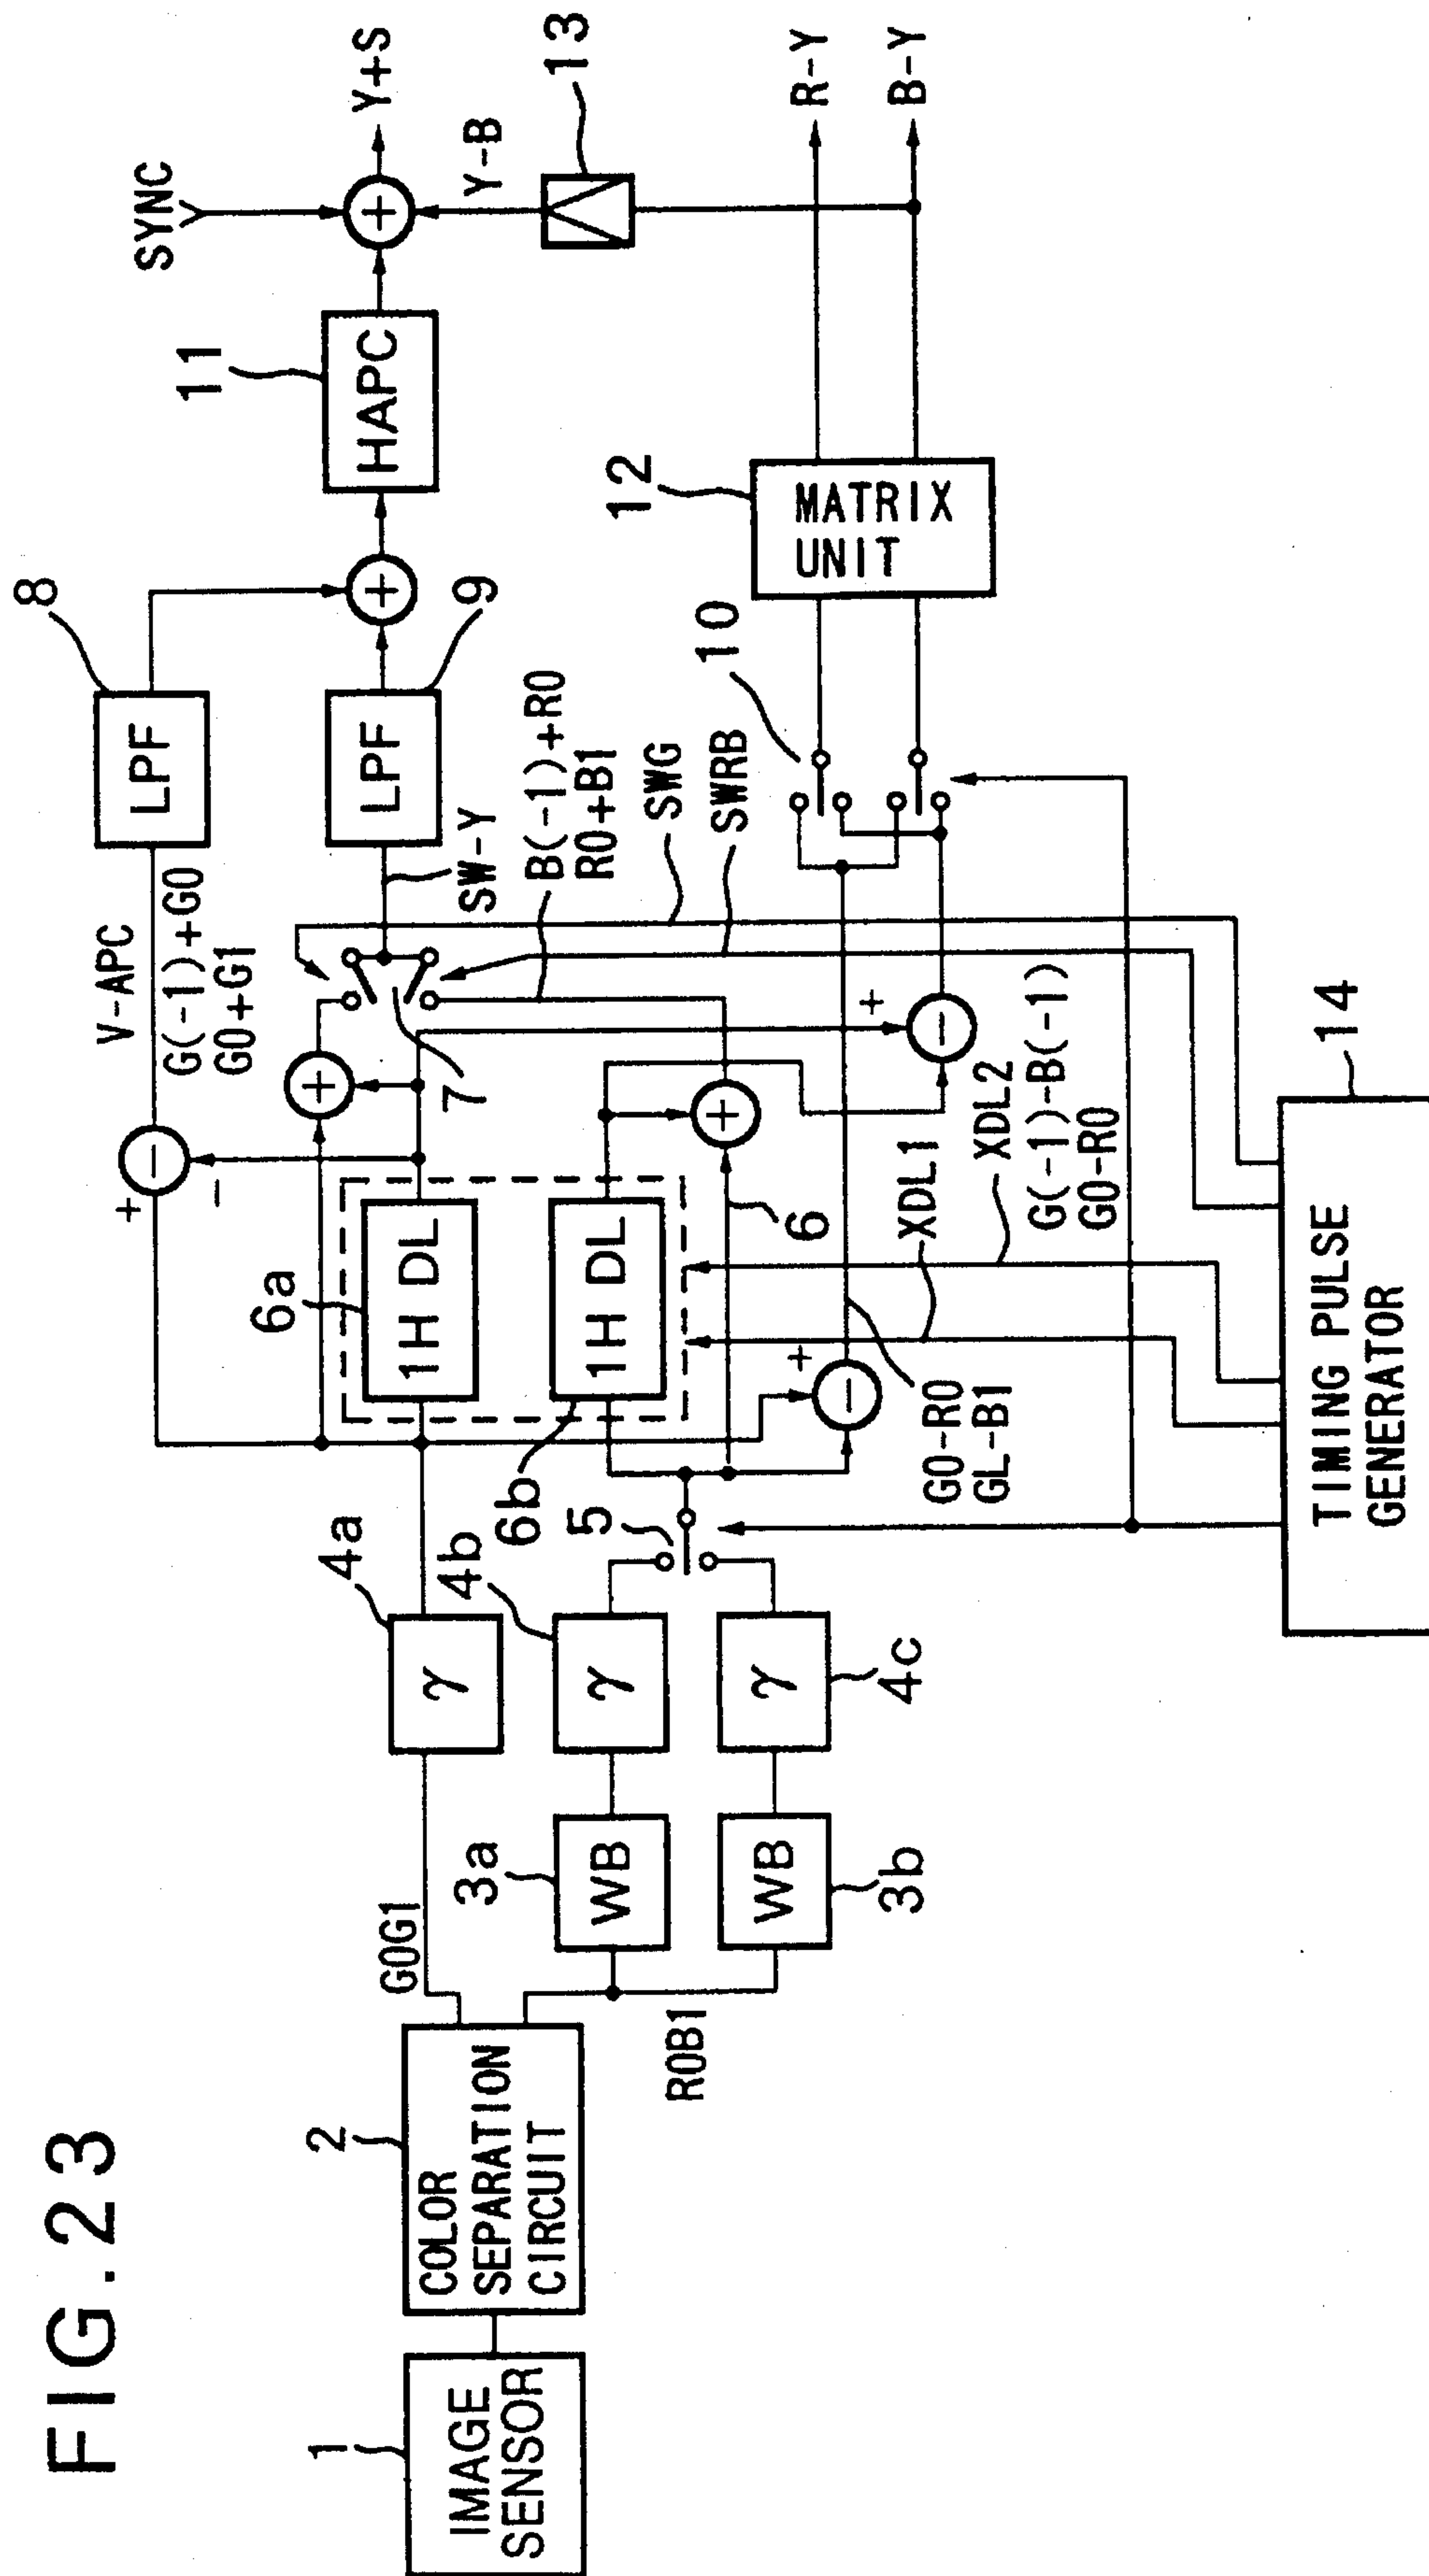 FIG.23
1
IMAGE
SENSOR
2
COLOR
SEPARATION
CIRCUIT
G0G1
R0B1
3a
WB
3b
WB
4a
γ
4b
γ
4c
γ
5
6a
1H DL
6b
1H DL
6
+
−
−
V-APC
G(-1)+G0
G0+G1
+
7
+
8
LPF
SW-Y
LPF
9
B(-1)+R0
R0+B1
SWG
SWRB
+
−
G0-R0
GL-B1
XDL1
XDL2
G(-1)-B(-1)
G0-R0
+
−
10
12
MATRIX
UNIT
+
11
HAPC
SYNC
+
Y+S
Y-B
13
R-Y
B-Y
14
TIMING PULSE
GENERATOR